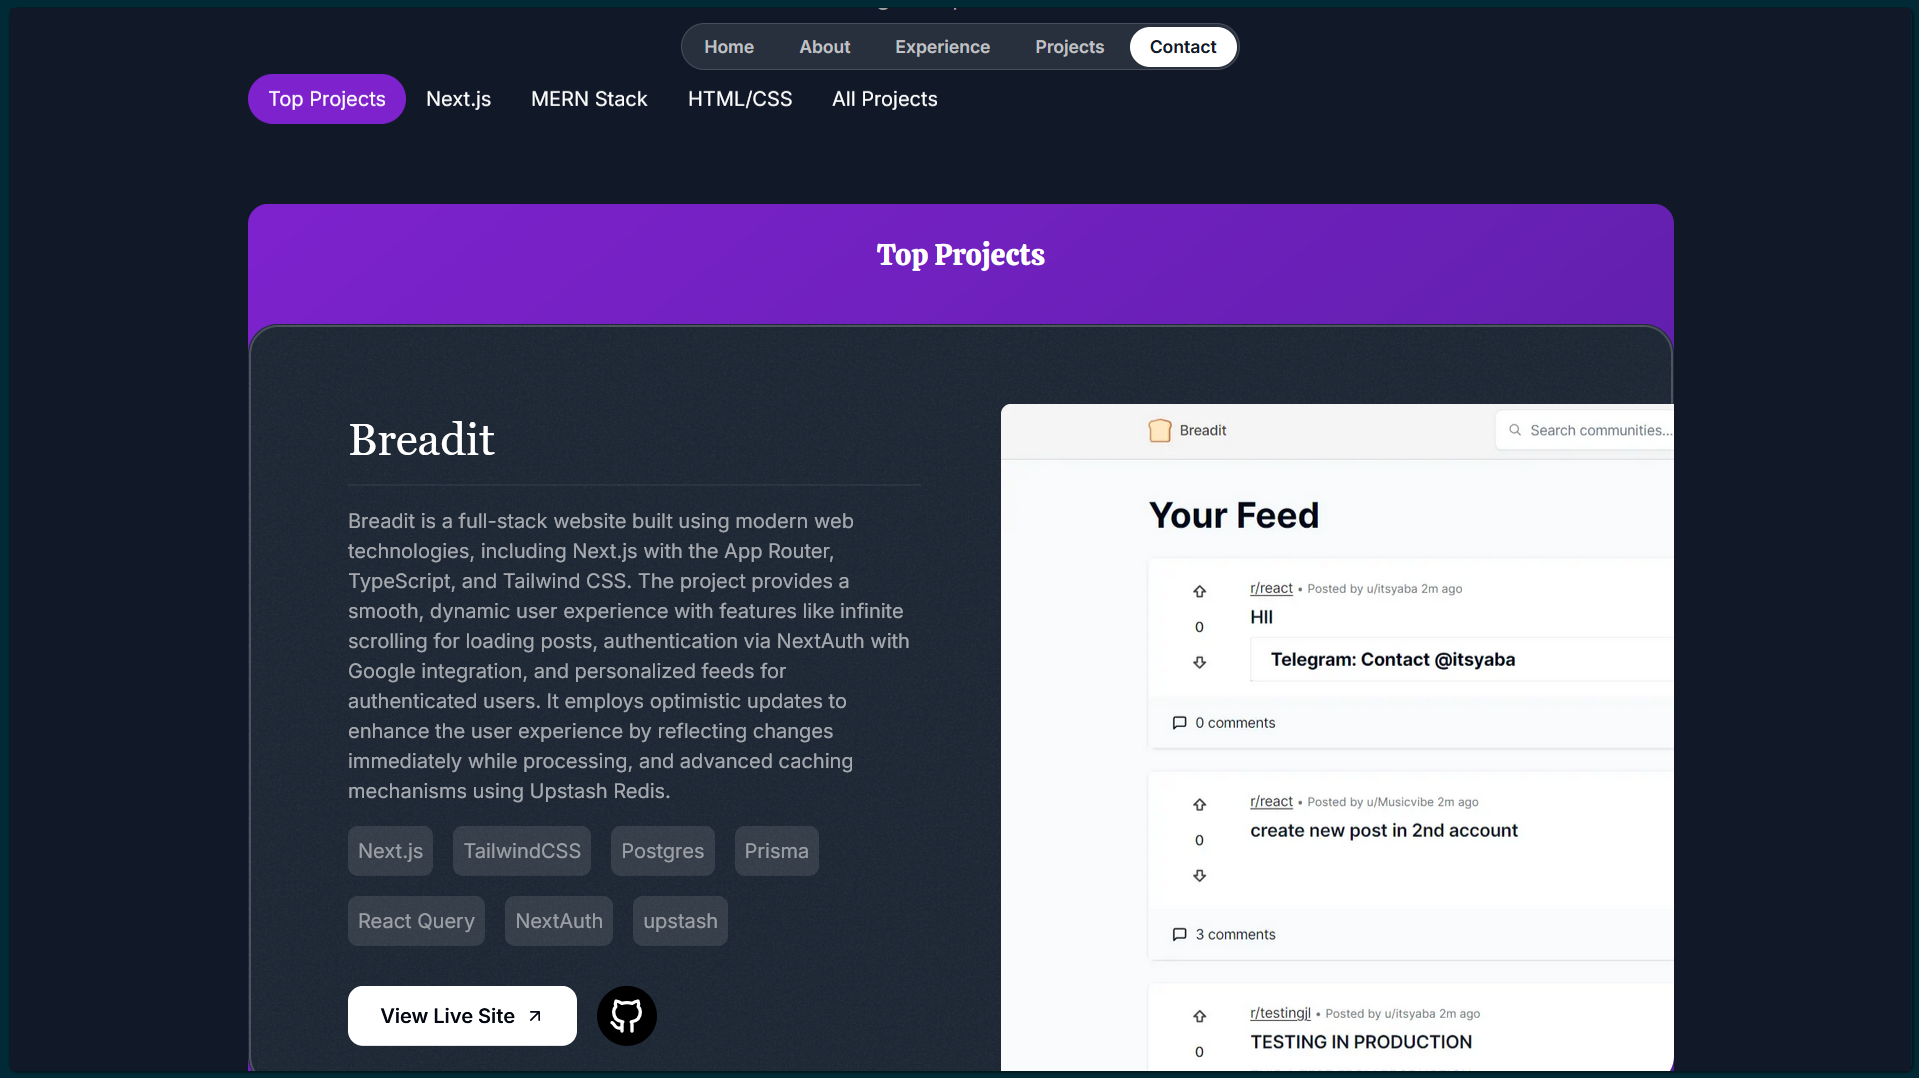 Home About Experience Projects Contact
Top Projects Next.js MERN Stack HTML/CSS All Projects
Top Projects
Breadit
Breadit is a full-stack website built using modern web
technologies, including Next.js with the App Router,
TypeScript, and Tailwind CSS. The project provides a
smooth, dynamic user experience with features like infinite
scrolling for loading posts, authentication via NextAuth with
Google integration, and personalized feeds for
authenticated users. It employs optimistic updates to
enhance the user experience by reflecting changes
immediately while processing, and advanced caching
mechanisms using Upstash Redis.
Next.js TailwindCSS Postgres Prisma
React Query NextAuth upstash
View Live Site
Breadit Search communities...
Your Feed
r/react • Posted by u/itsyaba 2m ago
HII
0
Telegram: Contact @itsyaba
0 comments
r/react • Posted by u/Musicvibe 2m ago
create new post in 2nd account
0
3 comments
r/testingjl • Posted by u/itsyaba 2m ago
TESTING IN PRODUCTION
0